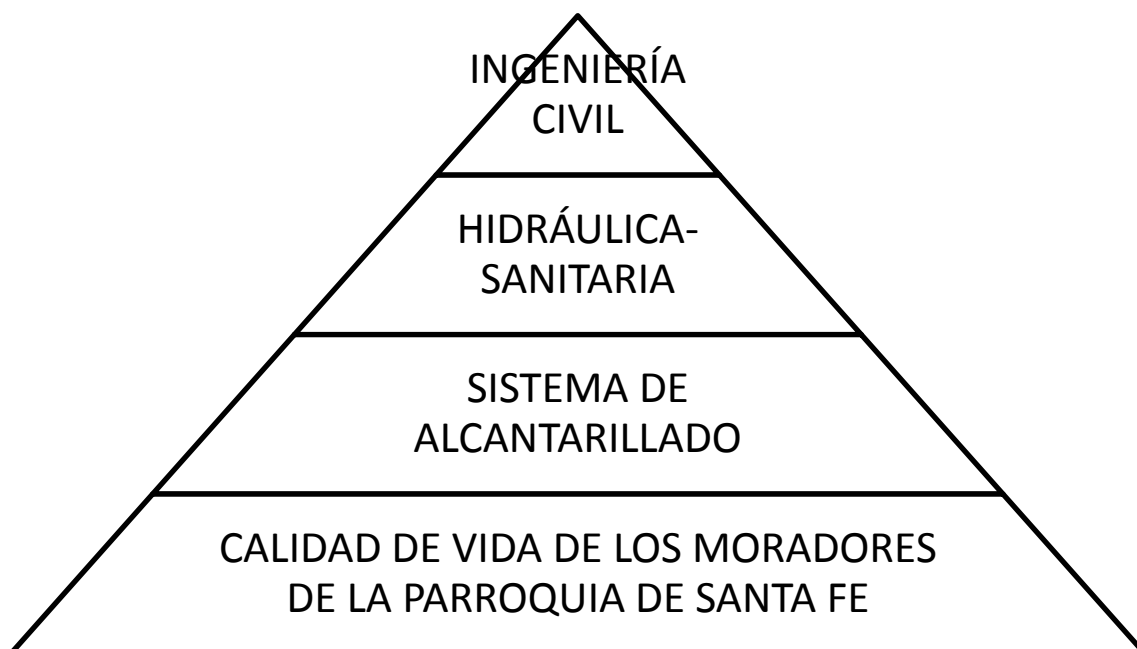 INGENIERÍA
CIVIL
HIDRÁULICA-
SANITARIA
SISTEMA DE
ALCANTARILLADO
CALIDAD DE VIDA DE LOS MORADORES
DE LA PARROQUIA DE SANTA FE